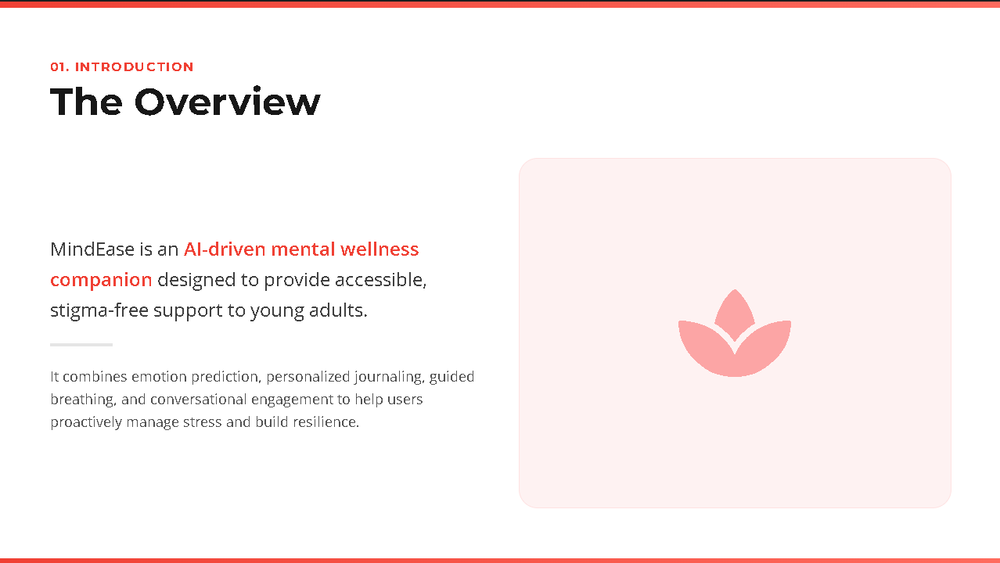 01. INTRODUCTION
The Overview
MindEase is an AI-driven mental wellness
companion designed to provide accessible,
stigma-free support to young adults.
It combines emotion prediction, personalized journaling, guided
breathing, and conversational engagement to help users
proactively manage stress and build resilience.